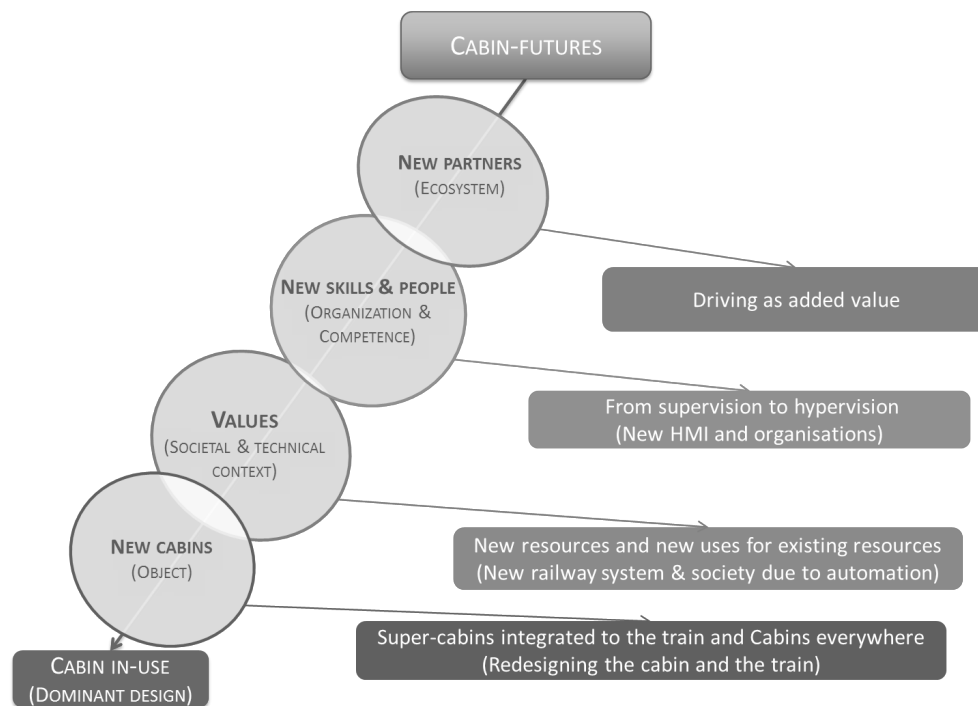 CABIN-FUTURES
NEW PARTNERS
(ECOSYSTEM)
Driving as added value
NEW SKILLS & PEOPLE
(ORGANIZATION &
COMPETENCE)
From supervision to hypervision
(New HMI and organisations)
VALUES
(SOCIETAL & TECHNICAL
CONTEXT)
New resources and new uses for existing resources
(New railway system & society due to automation)
NEW CABINS
(OBJECT)
Super-cabins integrated to the train and Cabins everywhere
(Redesigning the cabin and the train)
CABIN IN-USE
(DOMINANT DESIGN)